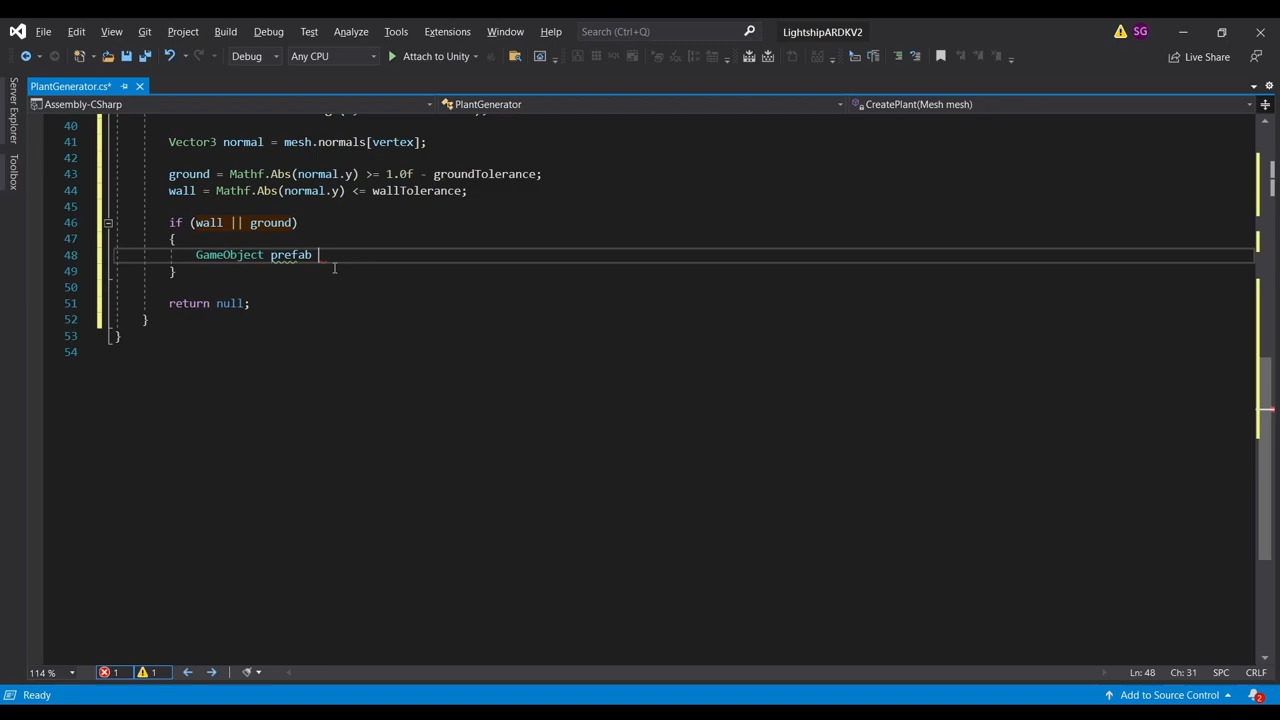 File Edit View Git Project Build Debug Test Analyze Tools Extensions Window Help Search (Ctrl+Q) LightshipARDKV2 SG
Debug Any CPU Attach to Unity Live Share
PlantGenerator.cs*
Assembly-CSharp PlantGenerator CreatePlant(Mesh mesh)
Server Explorer
Toolbox
40
41 Vector3 normal = mesh.normals[vertex];
42
43 ground = Mathf.Abs(normal.y) >= 1.0f - groundTolerance;
44 wall = Mathf.Abs(normal.y) <= wallTolerance;
45
46 if (wall || ground)
47 {
48 GameObject prefab
49 }
50
51 return null;
52 }
53 }
54
114 % 1 1 Ln: 48 Ch: 31 SPC CRLF
Ready Add to Source Control 2